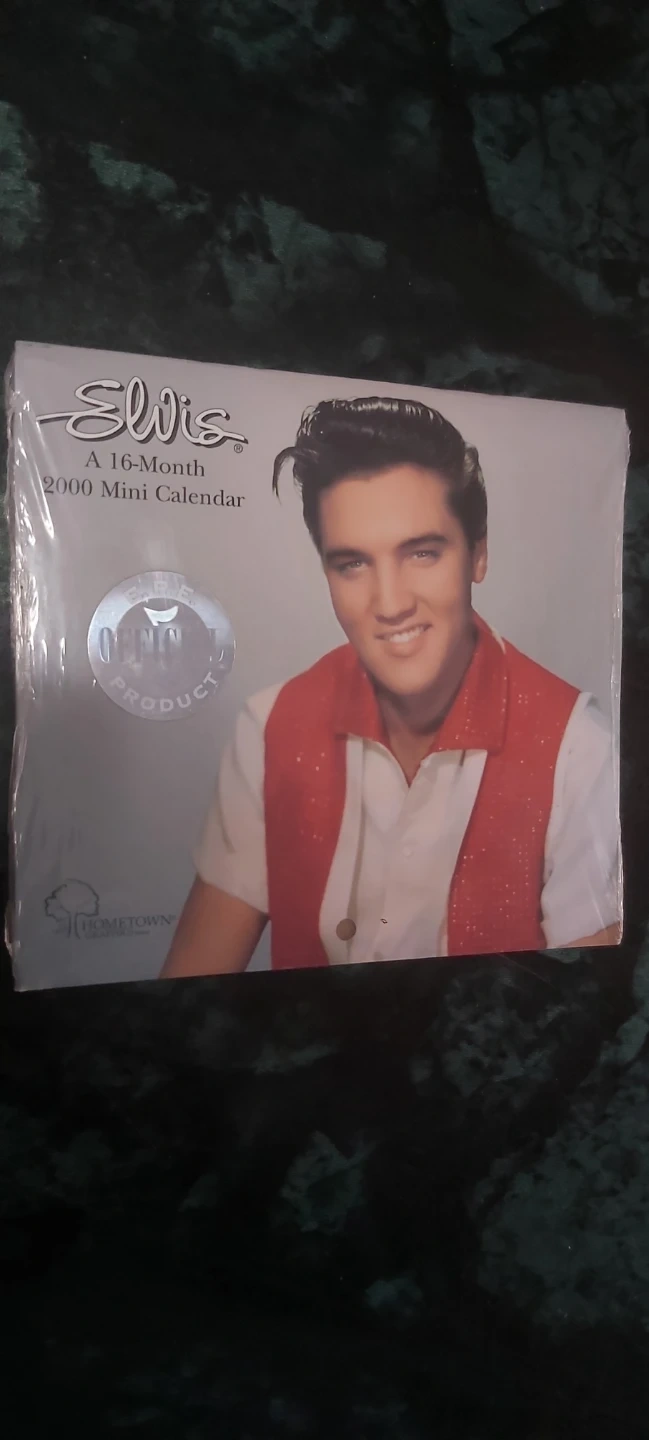 Elvis®
A 16-Month
2000 Mini Calendar
E.P.E.
OFFICIAL
PRODUCT
HOMETOWN®